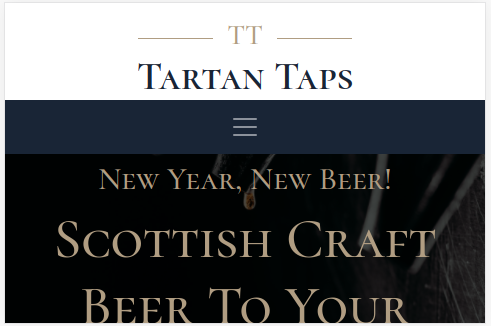 TT
Tartan Taps
New Year, New Beer!
Scottish Craft
Beer To Your